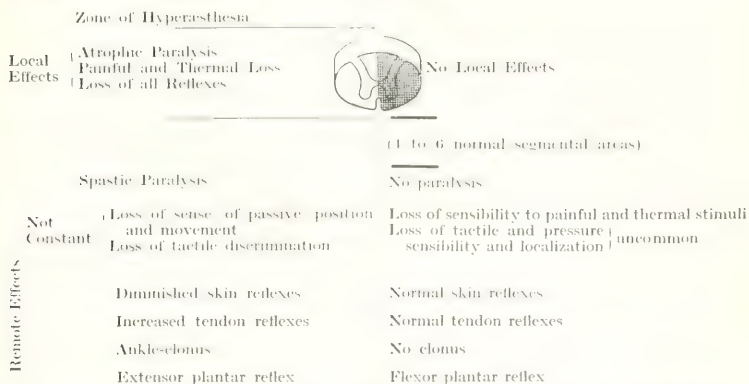 Zone of Hyperæsthesia
Local Effects
Atrophic Paralysis
Painful and Thermal Loss
Loss of all Reflexes
No Local Effects
(4 to 6 normal segmental areas)
Spastic Paralysis
No paralysis
Not Constant
Loss of sense of passive position and movement
Loss of tactile discrimination
Loss of sensibility to painful and thermal stimuli
Loss of tactile and pressure sensibility and localization
uncommon
Remote Effects
Diminished skin reflexes
Normal skin reflexes
Increased tendon reflexes
Normal tendon reflexes
Ankle-clonus
No clonus
Extensor plantar reflex
Flexor plantar reflex